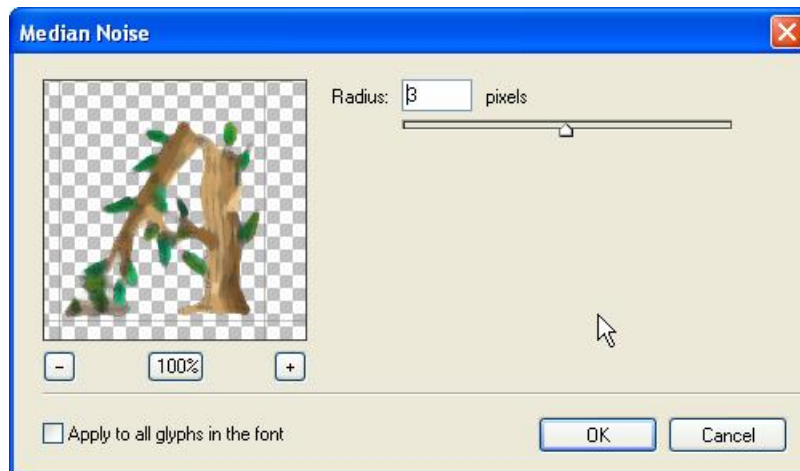 Median Noise
Radius: 3 pixels
- 100% +
Apply to all glyphs in the font
OK Cancel